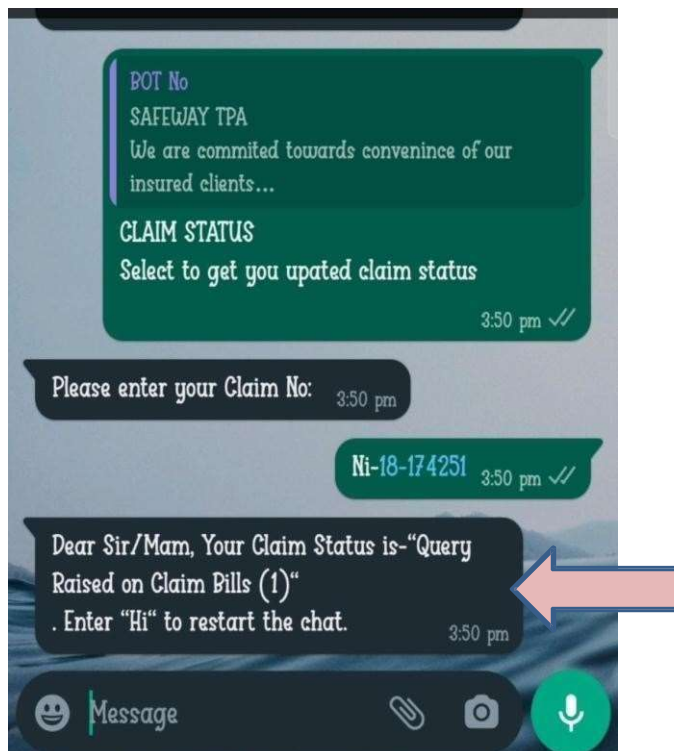 BOT No
SAFEWAY TPA
We are commited towards convenince of our
insured clients...
CLAIM STATUS
Select to get you upated claim status
3:50 pm
Please enter your Claim No:
3:50 pm
Ni-18-174251
3:50 pm
Dear Sir/Mam, Your Claim Status is-“Query
Raised on Claim Bills (1)“
. Enter “Hi“ to restart the chat.
3:50 pm
Message